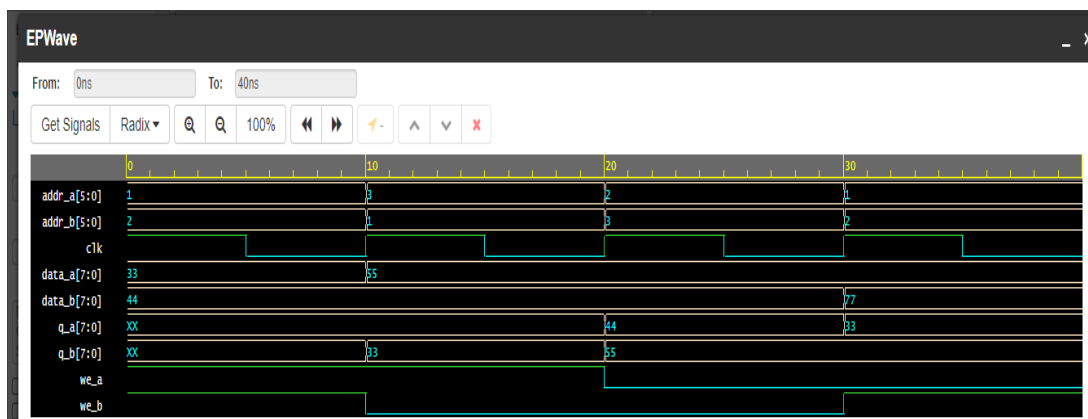 EPWave
From: 0ns To: 40ns
Get Signals Radix 100%
0 10 20 30
addr_a[5:0] 1 3 2 1
addr_b[5:0] 2 1 3 2
clk
data_a[7:0] 33 55
data_b[7:0] 44 77
q_a[7:0] XX 44 33
q_b[7:0] XX 33 55
we_a
we_b